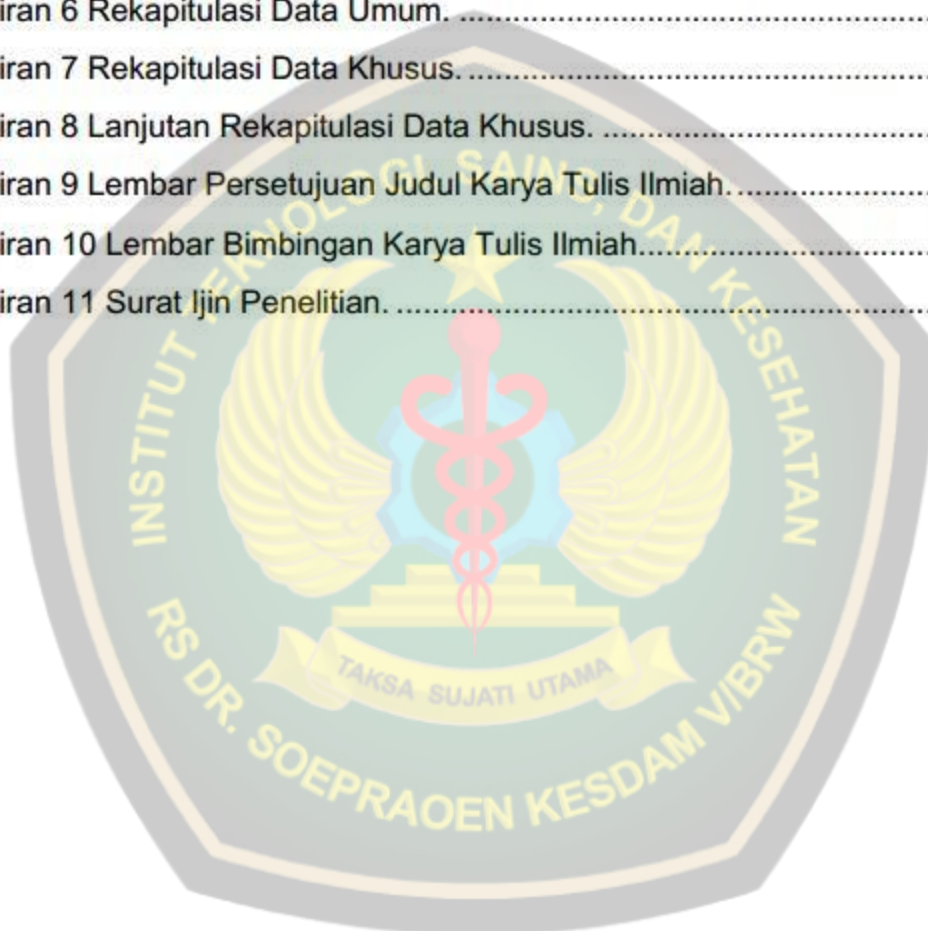 iran 6 Rekapitulasi Data Umum. ......................................................
iran 7 Rekapitulasi Data Khusus. ....................................................
iran 8 Lanjutan Rekapitulasi Data Khusus. .....................................
iran 9 Lembar Persetujuan Judul Karya Tulis Ilmiah. ......................
iran 10 Lembar Bimbingan Karya Tulis Ilmiah.................................
iran 11 Surat Ijin Penelitian. ............................................................
INSTITUT TEKNOLOGI, SAINS, DAN KESEHATAN
TAKSA SUJATI UTAMA
RS DR. SOEPRAOEN KESDAM V/BRW